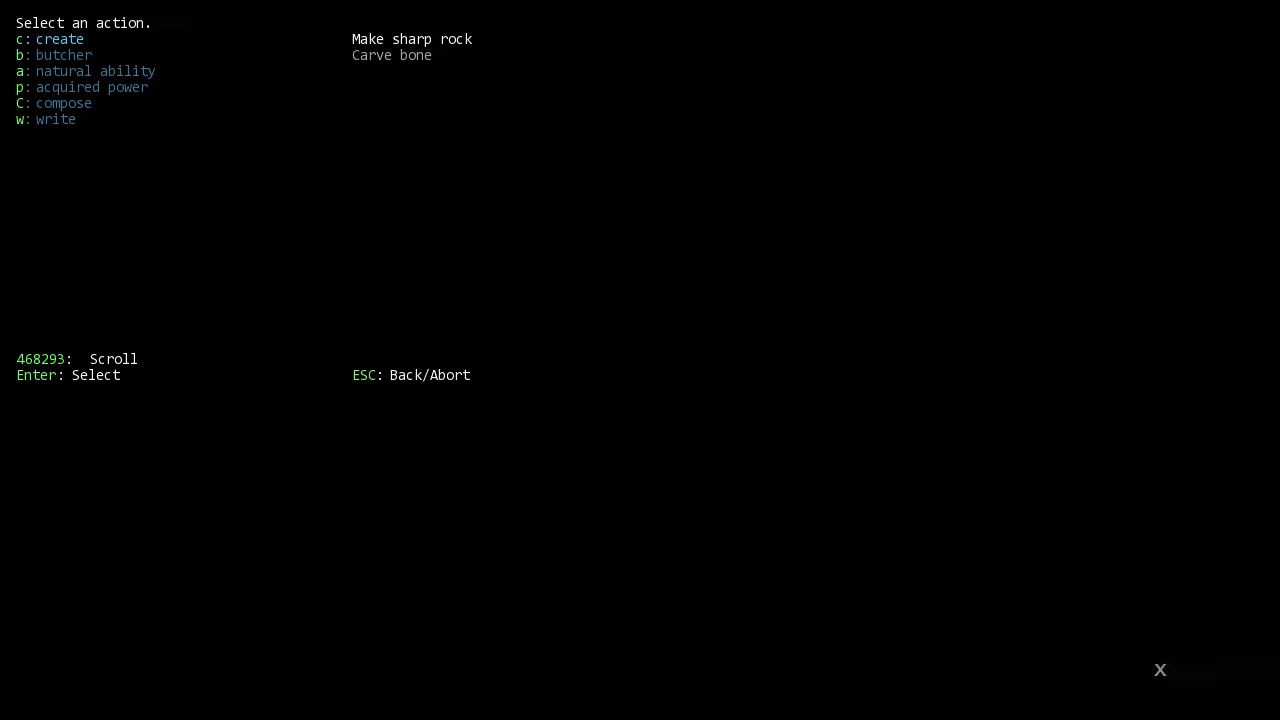 Select an action.
c: create
Make sharp rock
b: butcher
Carve bone
a: natural ability
p: acquired power
C: compose
w: write
468293: Scroll
Enter: Select
ESC: Back/Abort
X